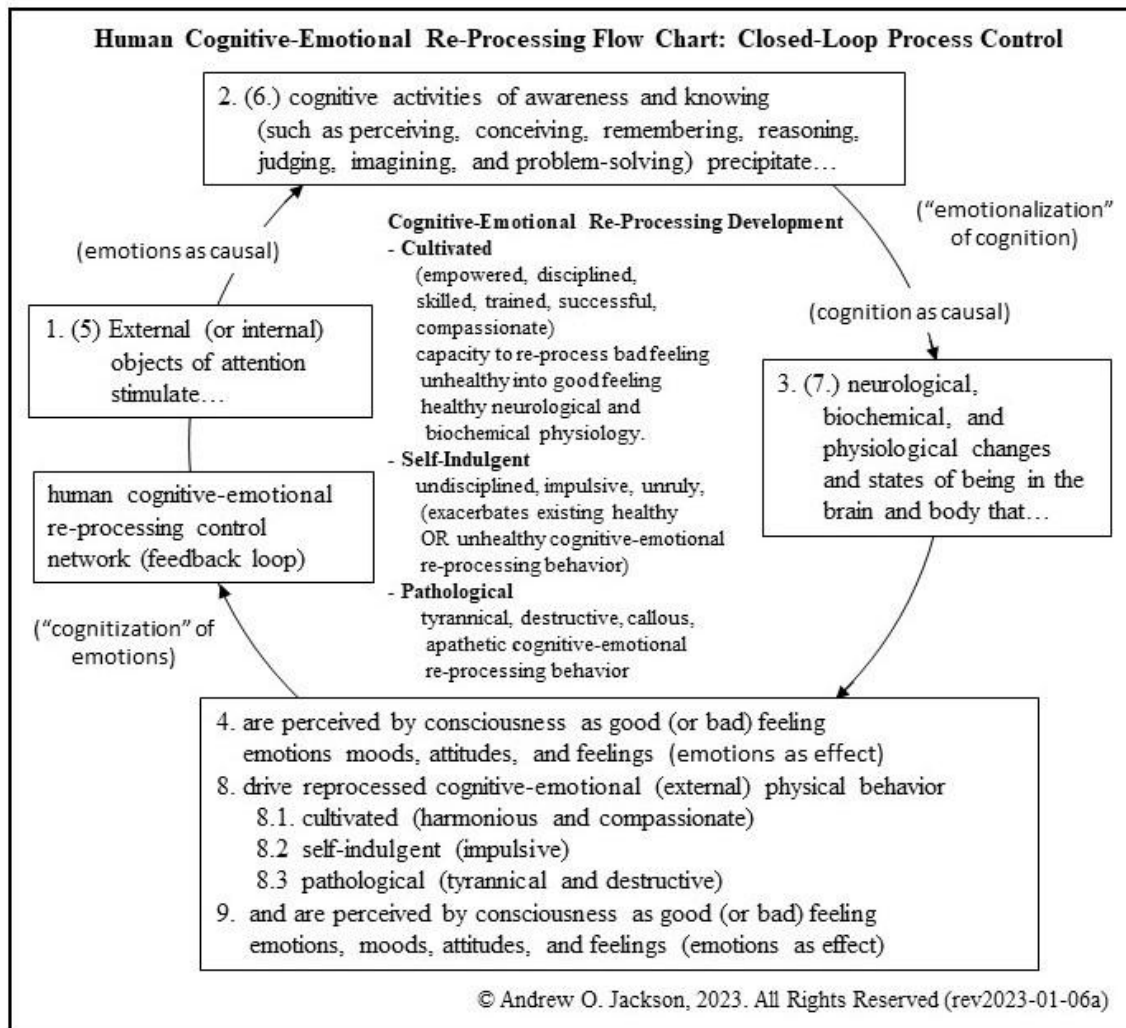 Human Cognitive-Emotional Re-Processing Flow Chart: Closed-Loop Process Control
2. (6.) cognitive activities of awareness and knowing
(such as perceiving, conceiving, remembering, reasoning,
judging, imagining, and problem-solving) precipitate…
("emotionalization"
of cognition)
(emotions as causal)
(cognition as causal)
1. (5) External (or internal)
objects of attention
stimulate…
Cognitive-Emotional Re-Processing Development
- Cultivated
(empowered, disciplined,
skilled, trained, successful,
compassionate)
capacity to re-process bad feeling
unhealthy into good feeling
healthy neurological and
biochemical physiology.
- Self-Indulgent
undisciplined, impulsive, unruly,
(exacerbates existing healthy
OR unhealthy cognitive-emotional
re-processing behavior)
- Pathological
tyrannical, destructive, callous,
apathetic cognitive-emotional
re-processing behavior
3. (7.) neurological,
biochemical, and
physiological changes
and states of being in the
brain and body that…
human cognitive-emotional
re-processing control
network (feedback loop)
("cognitization" of
emotions)
4. are perceived by consciousness as good (or bad) feeling
emotions moods, attitudes, and feelings (emotions as effect)
8. drive reprocessed cognitive-emotional (external) physical behavior
8.1. cultivated (harmonious and compassionate)
8.2 self-indulgent (impulsive)
8.3 pathological (tyrannical and destructive)
9. and are perceived by consciousness as good (or bad) feeling
emotions, moods, attitudes, and feelings (emotions as effect)
© Andrew O. Jackson, 2023. All Rights Reserved (rev2023-01-06a)